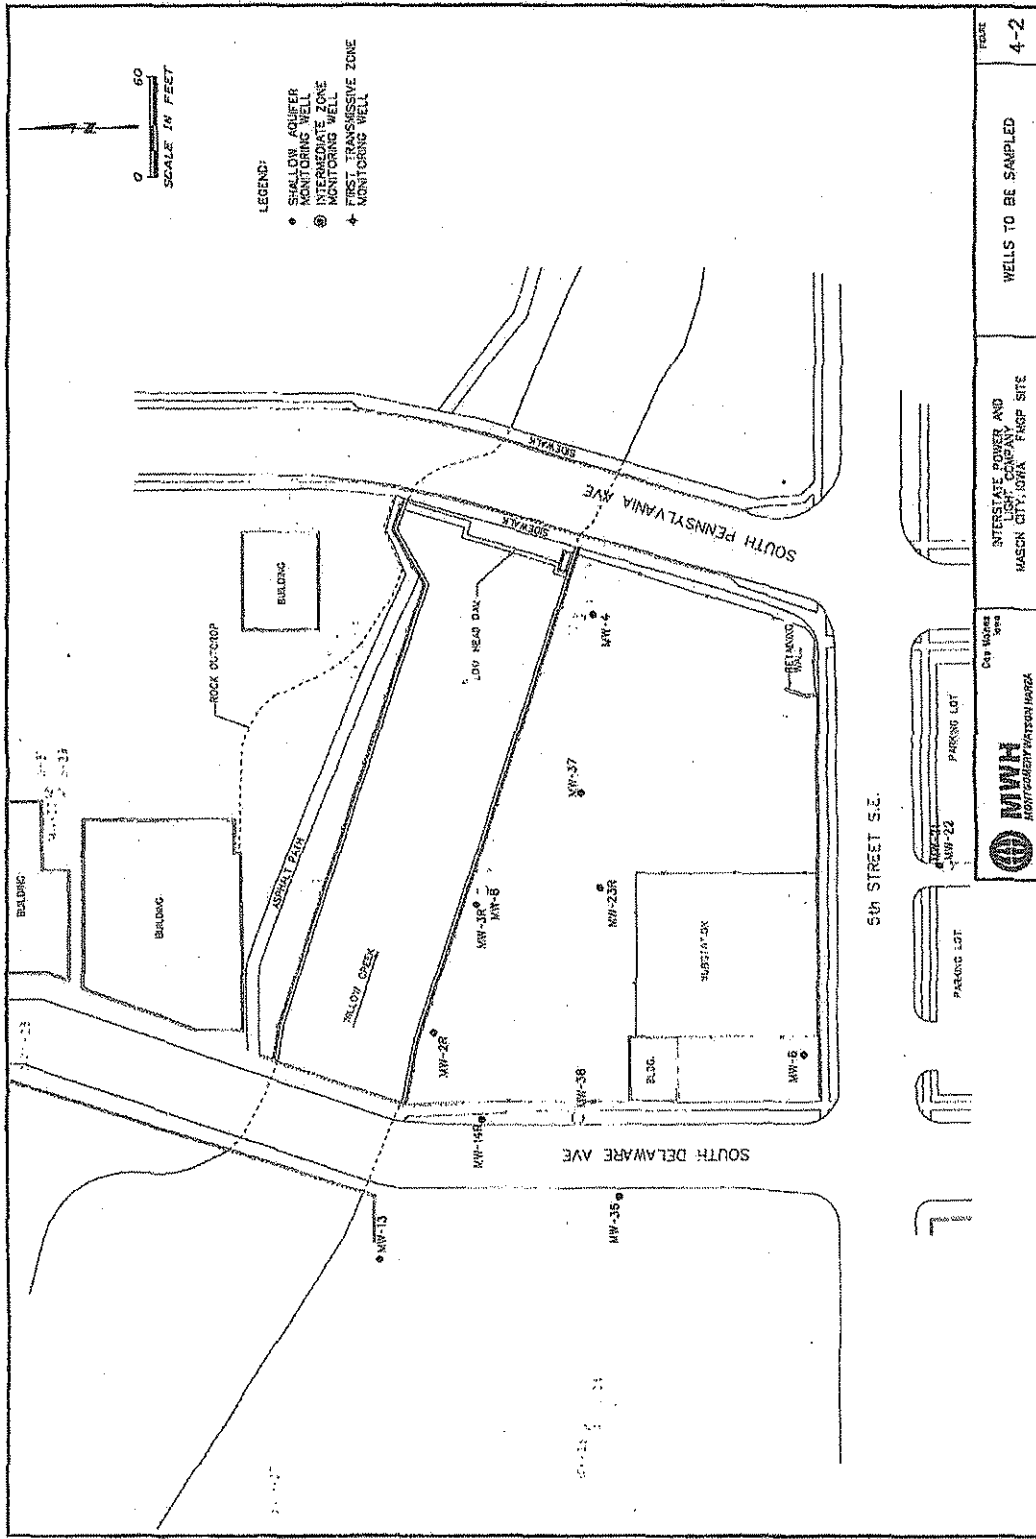 0 60
SCALE IN FEET
LEGEND:
SHALLOW AQUIFER
MONITORING WELL
INTERMEDIATE ZONE
MONITORING WELL
FIRST TRANSMISSIVE ZONE
MONITORING WELL
BUILDING
BUILDING
BUILDING
ROCK OUTCROP
ASPHALT PATH
WILLOW CREEK
LOW HEAD DAM
SIDEWALK
SIDEWALK
SOUTH PENNSYLVANIA AVE
MW-13
MW-14R
MW-2R
MW-3R
MW-8
MW-37
MW-4
MW-35
MW-38
MW-23R
BLDG.
SUBSTATION
MW-6
RETAINING
WALL
SOUTH DELAWARE AVE
5th STREET S.E.
PARKING LOT
MW-22
PARKING LOT
MWH
MONTGOMERY WATSON HARZA
Des Moines
Iowa
INTERSTATE POWER AND
LIGHT COMPANY
MASON CITY, IOWA FMGP SITE
WELLS TO BE SAMPLED
FIGURE
4-2